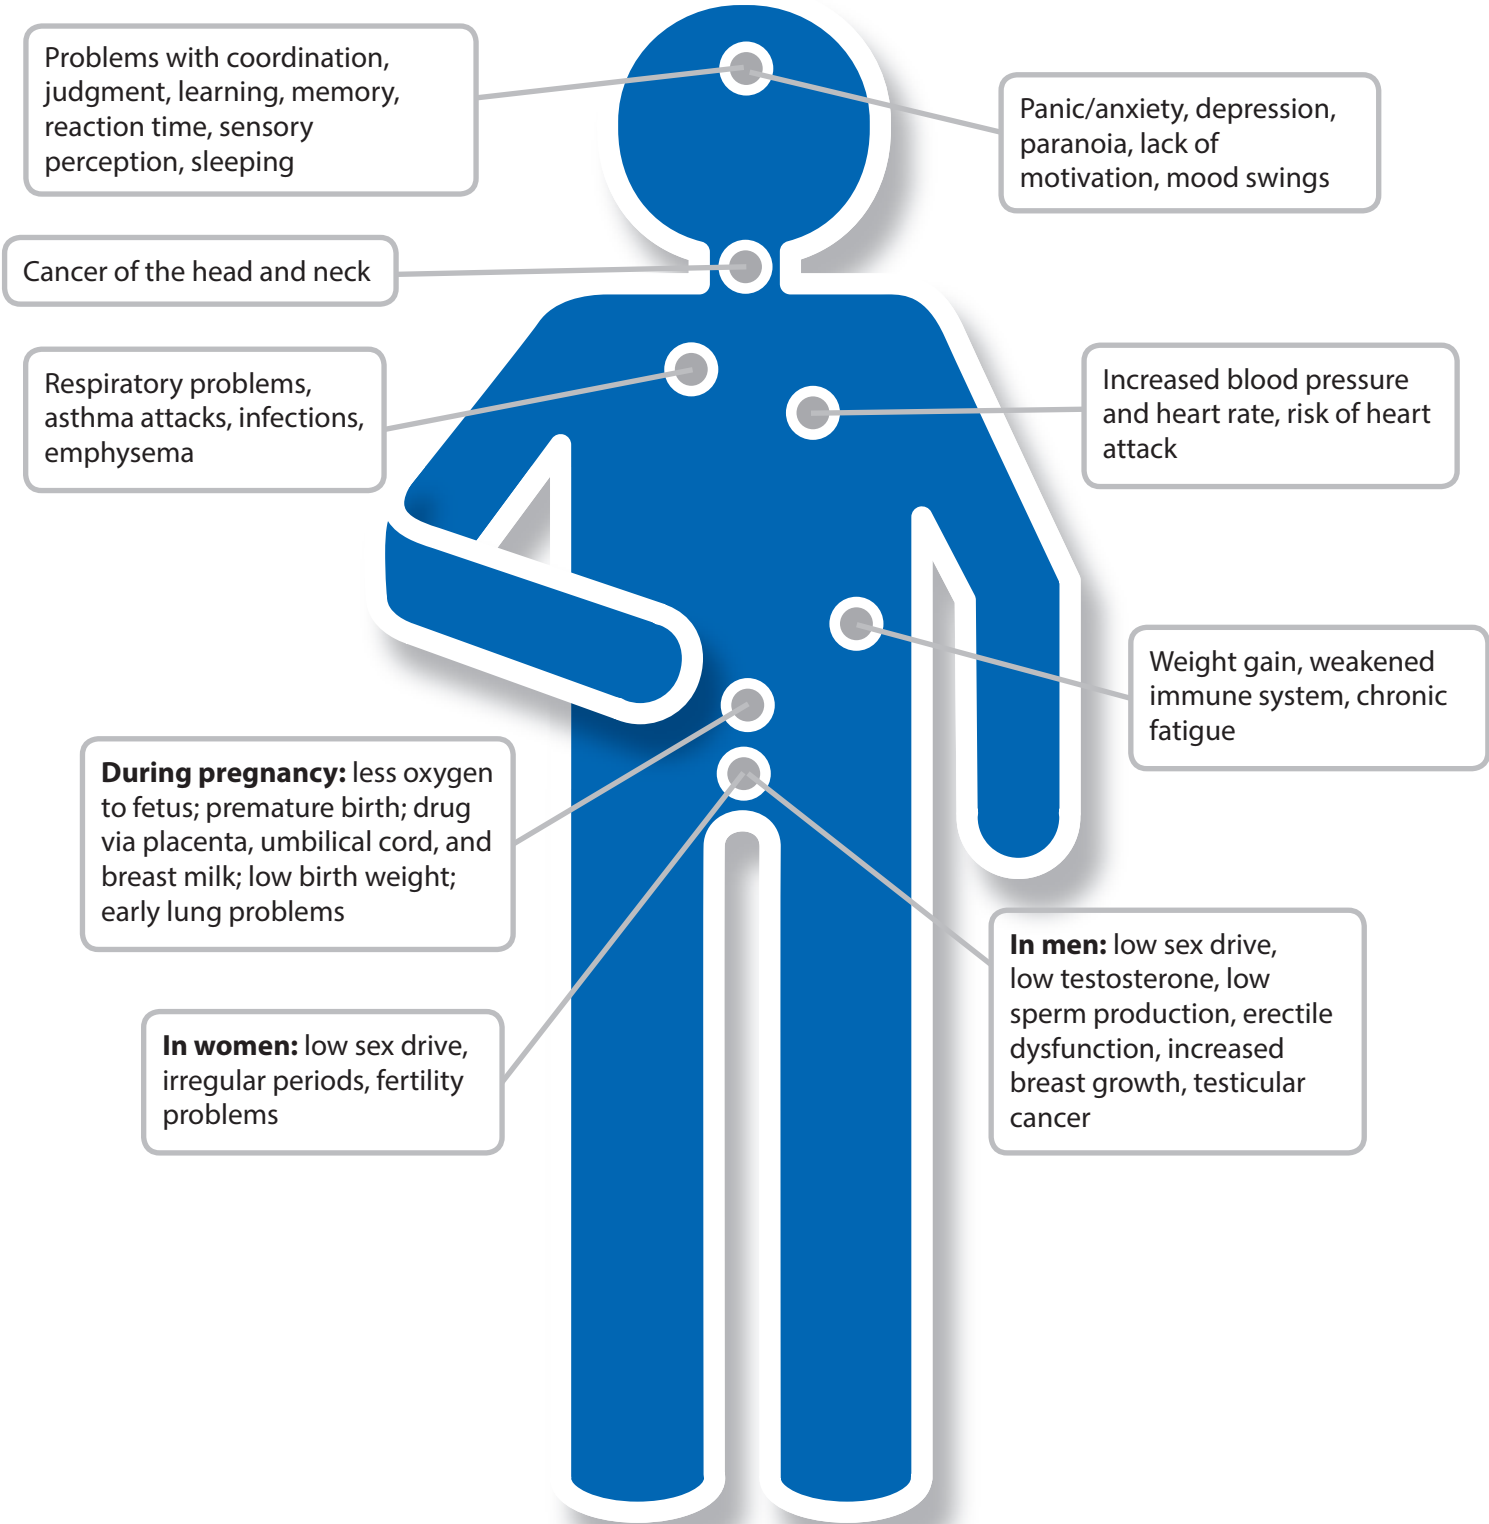 Problems with coordination,
judgment, learning, memory,
reaction time, sensory
perception, sleeping
Panic/anxiety, depression,
paranoia, lack of
motivation, mood swings
Cancer of the head and neck
Respiratory problems,
asthma attacks, infections,
emphysema
Increased blood pressure
and heart rate, risk of heart
attack
Weight gain, weakened
immune system, chronic
fatigue
During pregnancy: less oxygen
to fetus; premature birth; drug
via placenta, umbilical cord, and
breast milk; low birth weight;
early lung problems
In men: low sex drive,
low testosterone, low
sperm production, erectile
dysfunction, increased
breast growth, testicular
cancer
In women: low sex drive,
irregular periods, fertility
problems